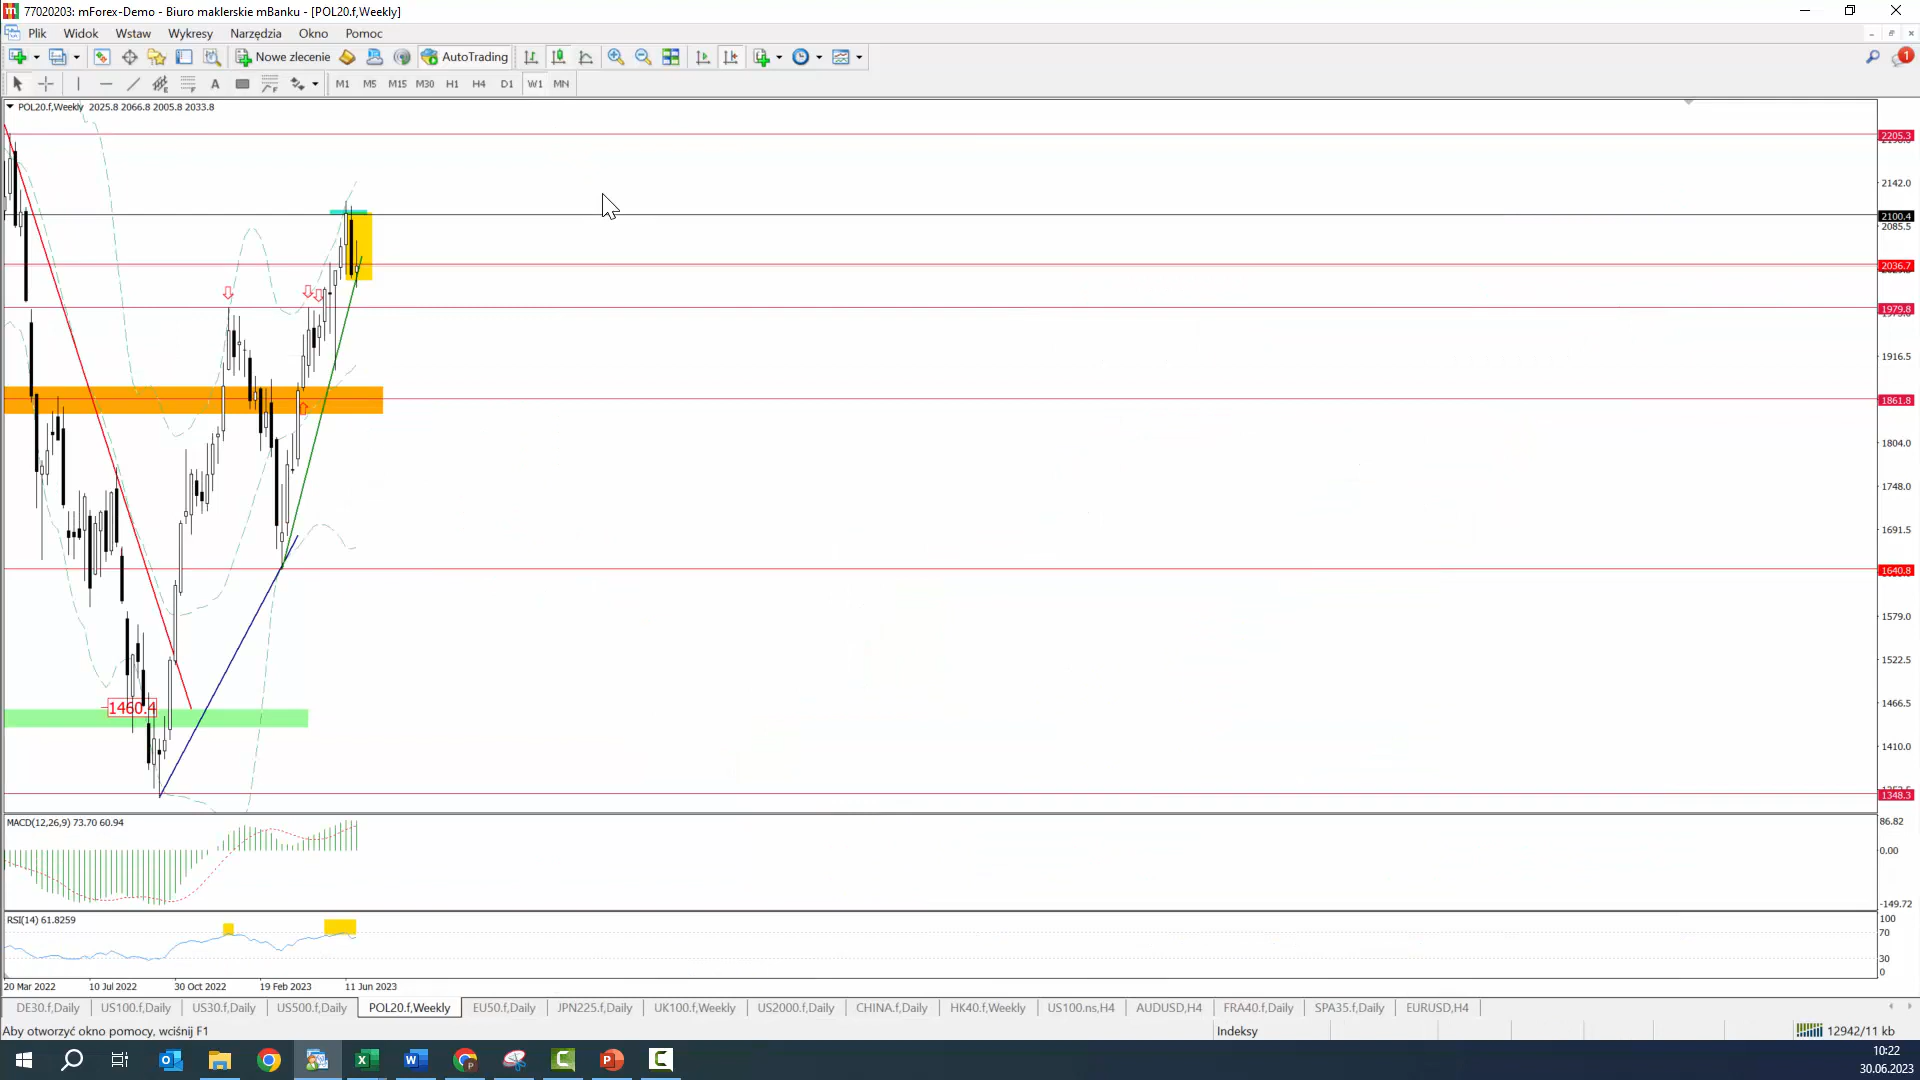 77020203: mForex-Demo - Biuro maklerskie mBanku - [POL20.f,Weekly]
Plik Widok Wstaw Wykresy Narzędzia Okno Pomoc
Nowe zlecenie AutoTrading
A M1 M5 M15 M30 H1 H4 D1 W1 MN
POL20.f,Weekly 2025.8 2066.8 2005.8 2033.8
2205.3
2142.0
2100.4
2085.5
2036.7
1979.8
1916.5
1861.8
1804.0
1748.0
1691.5
1640.8
1579.0
1522.5
1466.5
1460.4
1410.0
1348.3
MACD(12,26,9) 73.70 60.94
86.82
0.00
-149.72
RSI(14) 61.8259
100
70
30
0
20 Mar 2022 10 Jul 2022 30 Oct 2022 19 Feb 2023 11 Jun 2023
DE30.f,Daily US100.f,Daily US30.f,Daily US500.f,Daily POL20.f,Weekly EU50.f,Daily JPN225.f,Daily UK100.f,Weekly US2000.f,Daily CHINA.f,Daily HK40.f,Weekly US100.ns,H4 AUDUSD,H4 FRA40.f,Daily SPA35.f,Daily EURUSD,H4
Aby otworzyć okno pomocy, wciśnij F1 Indeksy 12942/11 kb
10:22
30.06.2023